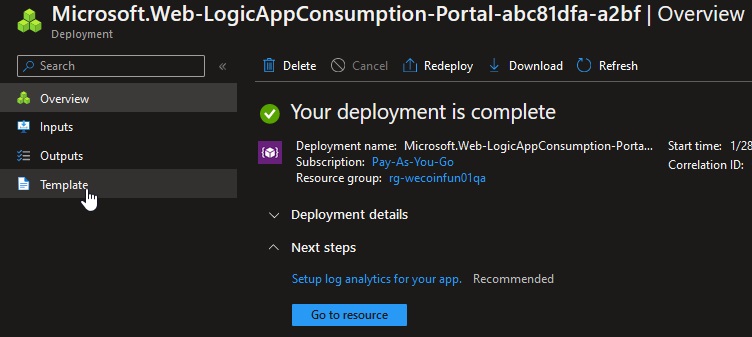 Microsoft.Web-LogicAppConsumption-Portal-abc81dfa-a2bf | Overview
Deployment
Search
«
Delete
Cancel
Redeploy
Download
Refresh
Overview
Inputs
Outputs
Template
Your deployment is complete
Deployment name: Microsoft.Web-LogicAppConsumption-Porta... Start time: 1/28
Subscription: Pay-As-You-Go Correlation ID:
Resource group: rg-wecoinfun01qa
Deployment details
Next steps
Setup log analytics for your app. Recommended
Go to resource